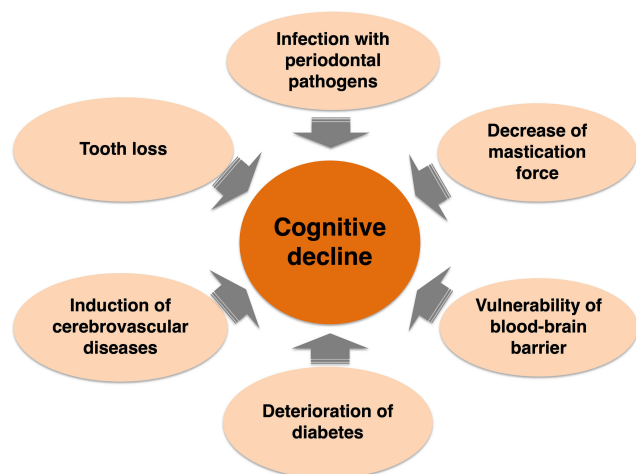 Infection with
periodontal
pathogens
Tooth loss
Decrease of
mastication
force
Cognitive
decline
Induction of
cerebrovascular
diseases
Vulnerability of
blood-brain
barrier
Deterioration of
diabetes